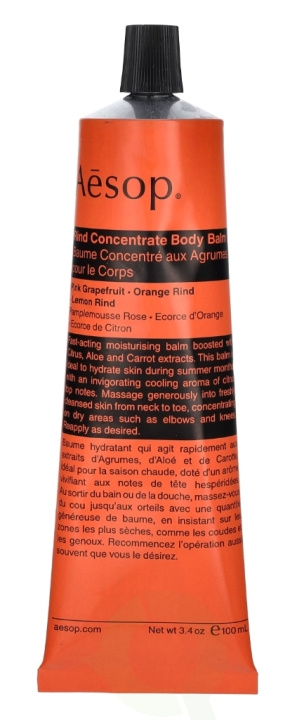 Aēsop.®
Rind Concentrate Body Balm
Baume Concentré aux Agrumes
pour le Corps
Pink Grapefruit • Orange Rind
Lemon Rind
Pamplemousse Rose • Ecorce d'Orange
Ecorce de Citron
Fast-acting moisturising balm boosted with
Citrus, Aloe and Carrot extracts. This balm is
ideal to hydrate skin during summer months
with an invigorating cooling aroma of citrus
top notes. Massage generously into freshly
cleansed skin from neck to toe, concentrating
on dry areas such as elbows and knees.
Reapply as desired.
Baume hydratant qui agit rapidement aux
extraits d'Agrumes, d'Aloé et de Carotte,
idéal pour la saison chaude, doté d'un arôme
vivifiant aux notes de tête hespéridées.
Au sortir du bain ou de la douche, massez-vous
du cou jusqu'aux orteils avec une quantité
généreuse de baume, en insistant sur les
zones les plus sèches, comme les coudes et
les genoux. Recommencez l'opération aussi
souvent que vous le désirez.
aesop.com Net wt 3.4oz ℮100mL